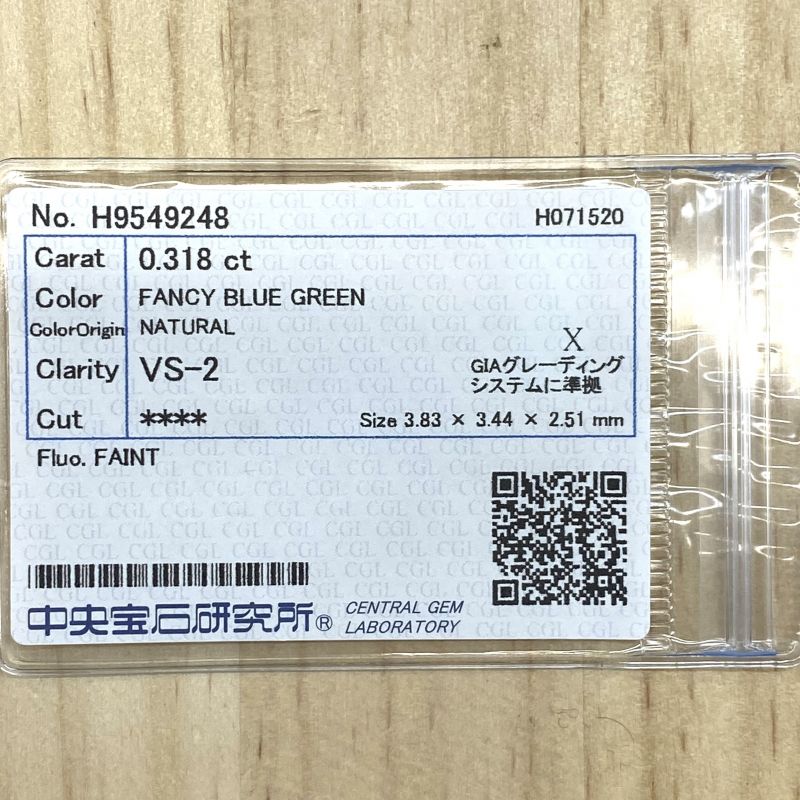 No. H9549248 H071520
Carat 0.318 ct
Color FANCY BLUE GREEN
ColorOrigin NATURAL
X
Clarity VS-2 GIAグレーディング
システムに準拠
Cut **** Size 3.83 × 3.44 × 2.51 mm
Fluo. FAINT
中央宝石研究所® CENTRAL GEM
LABORATORY